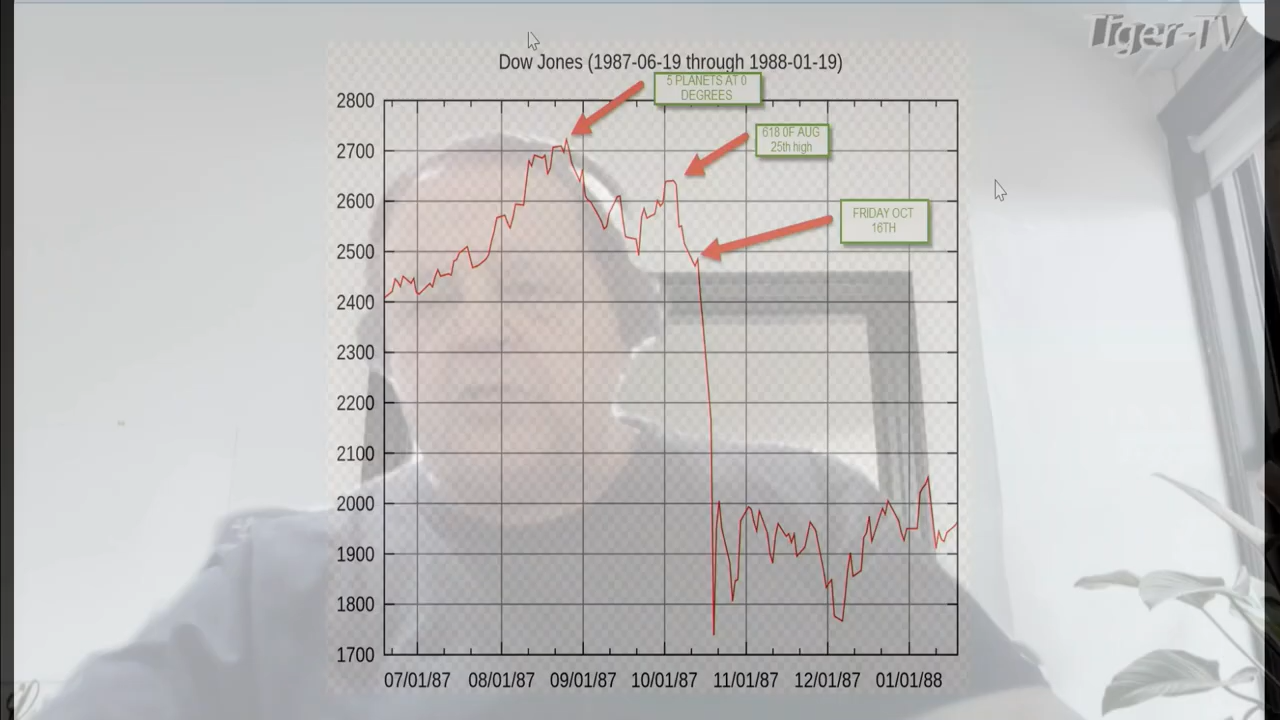 Tiger-TV
Dow Jones (1987-06-19 through 1988-01-19)
5 PLANETS AT 0
DEGREES
618 0F AUG
25th high
FRIDAY OCT
16TH
2800
2700
2600
2500
2400
2300
2200
2100
2000
1900
1800
1700
07/01/87 08/01/87 09/01/87 10/01/87 11/01/87 12/01/87 01/01/88